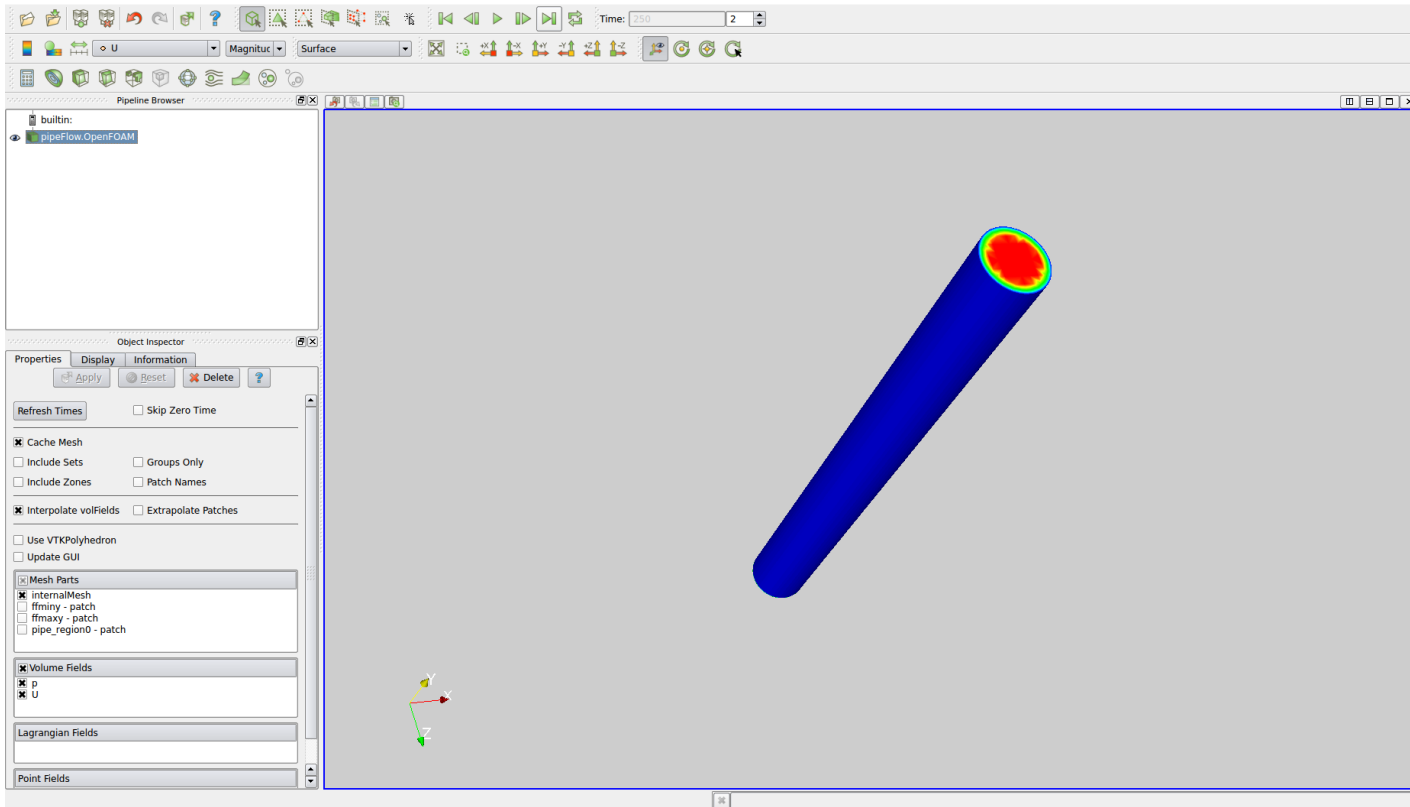 Time: 250 2
U Magnituc Surface
+X -X +Y -Y +Z -Z
Pipeline Browser
builtin:
pipeFlow.OpenFOAM
Object Inspector
Properties Display Information
Apply Reset Delete ?
Refresh Times Skip Zero Time
Cache Mesh
Include Sets Groups Only
Include Zones Patch Names
Interpolate volFields Extrapolate Patches
Use VTKPolyhedron
Update GUI
Mesh Parts
internalMesh
ffminy - patch
ffmaxy - patch
pipe_region0 - patch
Volume Fields
p
U
Lagrangian Fields
Point Fields
Y
X
Z